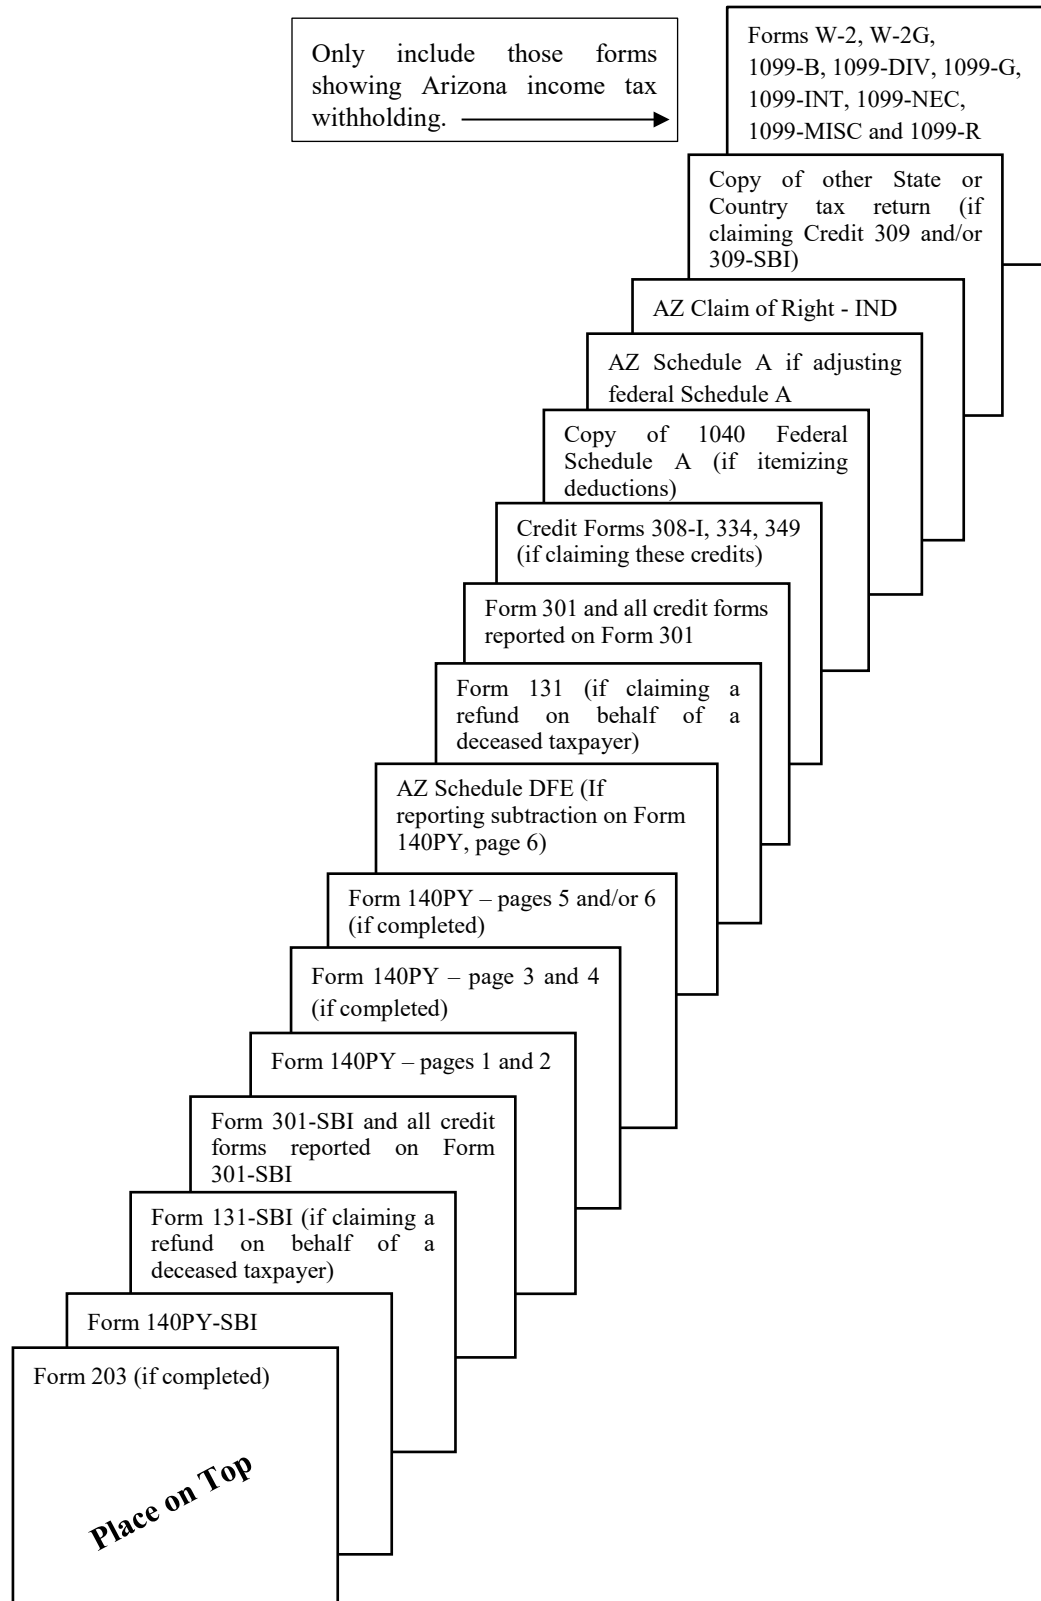 Only include those forms
showing Arizona income tax
withholding.
Forms W-2, W-2G,
1099-B, 1099-DIV, 1099-G,
1099-INT, 1099-NEC,
1099-MISC and 1099-R
Copy of other State or
Country tax return (if
claiming Credit 309 and/or
309-SBI)
AZ Claim of Right - IND
AZ Schedule A if adjusting
federal Schedule A
Copy of 1040 Federal
Schedule A (if itemizing
deductions)
Credit Forms 308-I, 334, 349
(if claiming these credits)
Form 301 and all credit forms
reported on Form 301
Form 131 (if claiming a
refund on behalf of a
deceased taxpayer)
AZ Schedule DFE (If
reporting subtraction on Form
140PY, page 6)
Form 140PY – pages 5 and/or 6
(if completed)
Form 140PY – page 3 and 4
(if completed)
Form 140PY – pages 1 and 2
Form 301-SBI and all credit
forms reported on Form
301-SBI
Form 131-SBI (if claiming a
refund on behalf of a
deceased taxpayer)
Form 140PY-SBI
Form 203 (if completed)
Place on Top